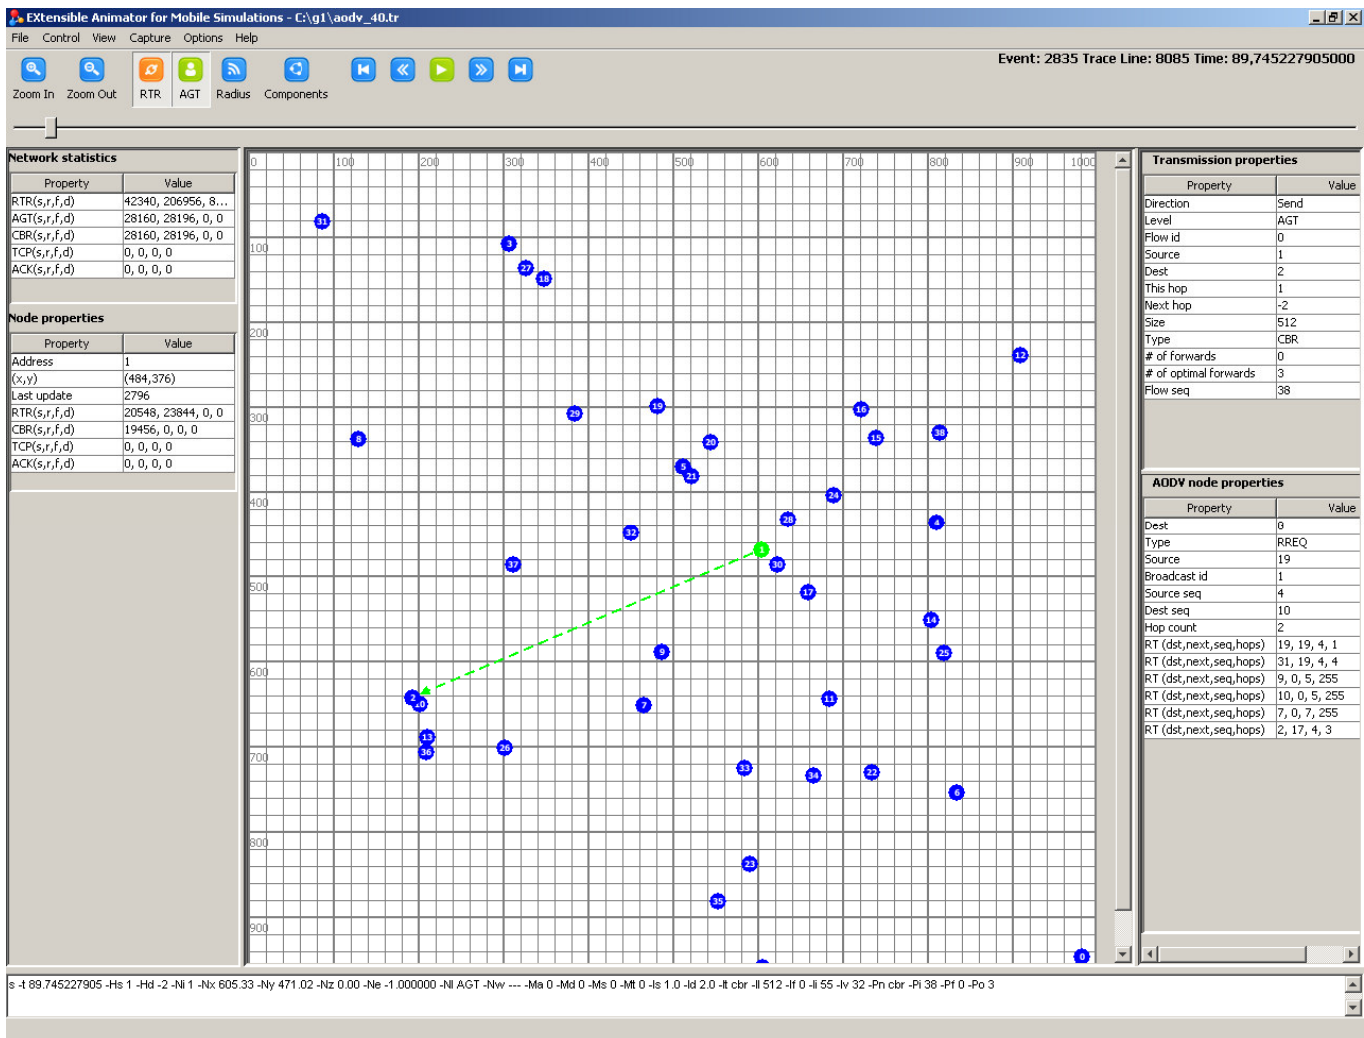 EXtensible Animator for Mobile Simulations - C:\g1\aodv_40.tr
File Control View Capture Options Help
Event: 2835 Trace Line: 8085 Time: 89,745227905000
Zoom In Zoom Out RTR AGT Radius Components
Network statistics
Property Value
RTR(s,r,f,d) 42340, 206956, 8...
AGT(s,r,f,d) 28160, 28196, 0, 0
CBR(s,r,f,d) 28160, 28196, 0, 0
TCP(s,r,f,d) 0, 0, 0, 0
ACK(s,r,f,d) 0, 0, 0, 0
Node properties
Property Value
Address 1
(x,y) (484,376)
Last update 2796
RTR(s,r,f,d) 20548, 23844, 0, 0
CBR(s,r,f,d) 19456, 0, 0, 0
TCP(s,r,f,d) 0, 0, 0, 0
ACK(s,r,f,d) 0, 0, 0, 0
0 100 200 300 400 500 600 700 800 900 1000
31
3
100
27
18
200
12
19
16
29
300
38
8
15
20
5
21
24
400
28
4
32
1
37
30
500
17
14
9
25
600
2
11
10
7
13
26
36
700
33
22
34
6
800
23
35
900
0
Transmission properties
Property Value
Direction Send
Level AGT
Flow id 0
Source 1
Dest 2
This hop 1
Next hop -2
Size 512
Type CBR
# of forwards 0
# of optimal forwards 3
Flow seq 38
AODV node properties
Property Value
Dest 0
Type RREQ
Source 19
Broadcast id 1
Source seq 4
Dest seq 10
Hop count 2
RT (dst,next,seq,hops) 19, 19, 4, 1
RT (dst,next,seq,hops) 31, 19, 4, 4
RT (dst,next,seq,hops) 9, 0, 5, 255
RT (dst,next,seq,hops) 10, 0, 5, 255
RT (dst,next,seq,hops) 7, 0, 7, 255
RT (dst,next,seq,hops) 2, 17, 4, 3
s -t 89.745227905 -Hs 1 -Hd -2 -Ni 1 -Nx 605.33 -Ny 471.02 -Nz 0.00 -Ne -1.000000 -Nl AGT -Nw --- -Ma 0 -Md 0 -Ms 0 -Mt 0 -Is 1.0 -Id 2.0 -It cbr -Il 512 -If 0 -Ii 55 -Iv 32 -Pn cbr -Pi 38 -Pf 0 -Po 3